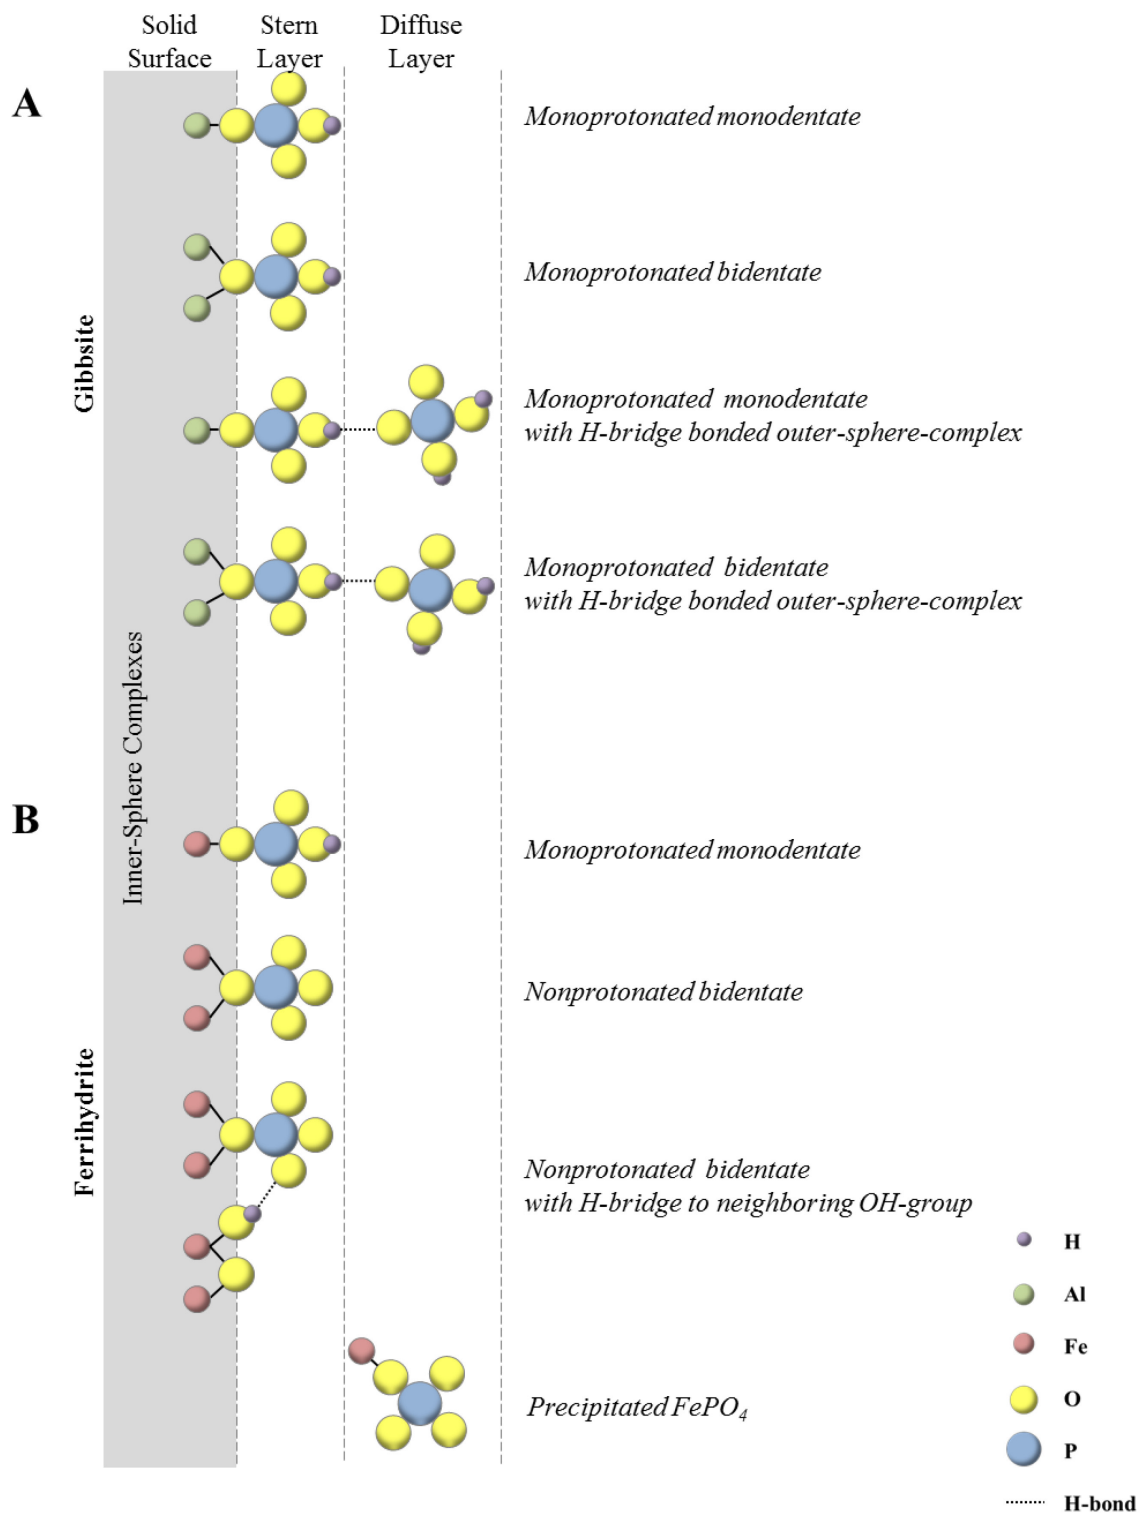 Solid
Surface
Stern
Layer
Diffuse
Layer
A
Monoprotonated monodentate
Monoprotonated bidentate
Gibbsite
Monoprotonated monodentate
with H-bridge bonded outer-sphere-complex
Monoprotonated bidentate
with H-bridge bonded outer-sphere-complex
Inner-Sphere Complexes
B
Monoprotonated monodentate
Nonprotonated bidentate
Ferrihydrite
Nonprotonated bidentate
with H-bridge to neighboring OH-group
Precipitated FePO₄
H
Al
Fe
O
P
H-bond